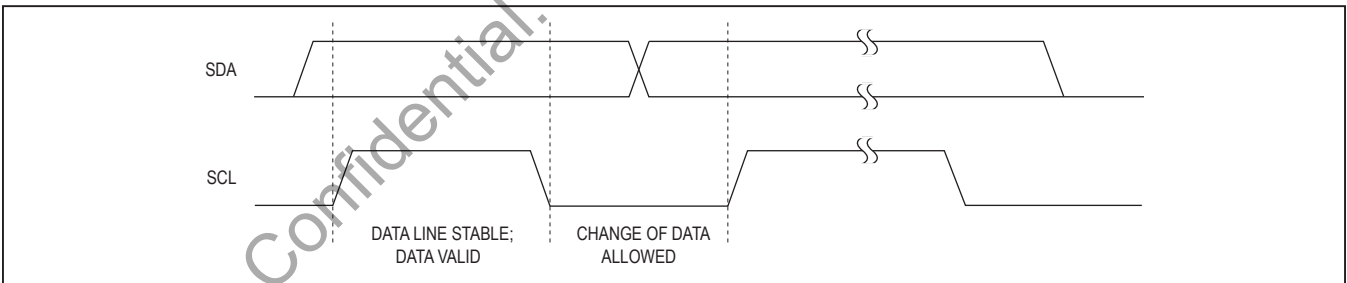 Confidential.
SDA
SCL
DATA LINE STABLE;
DATA VALID
CHANGE OF DATA
ALLOWED